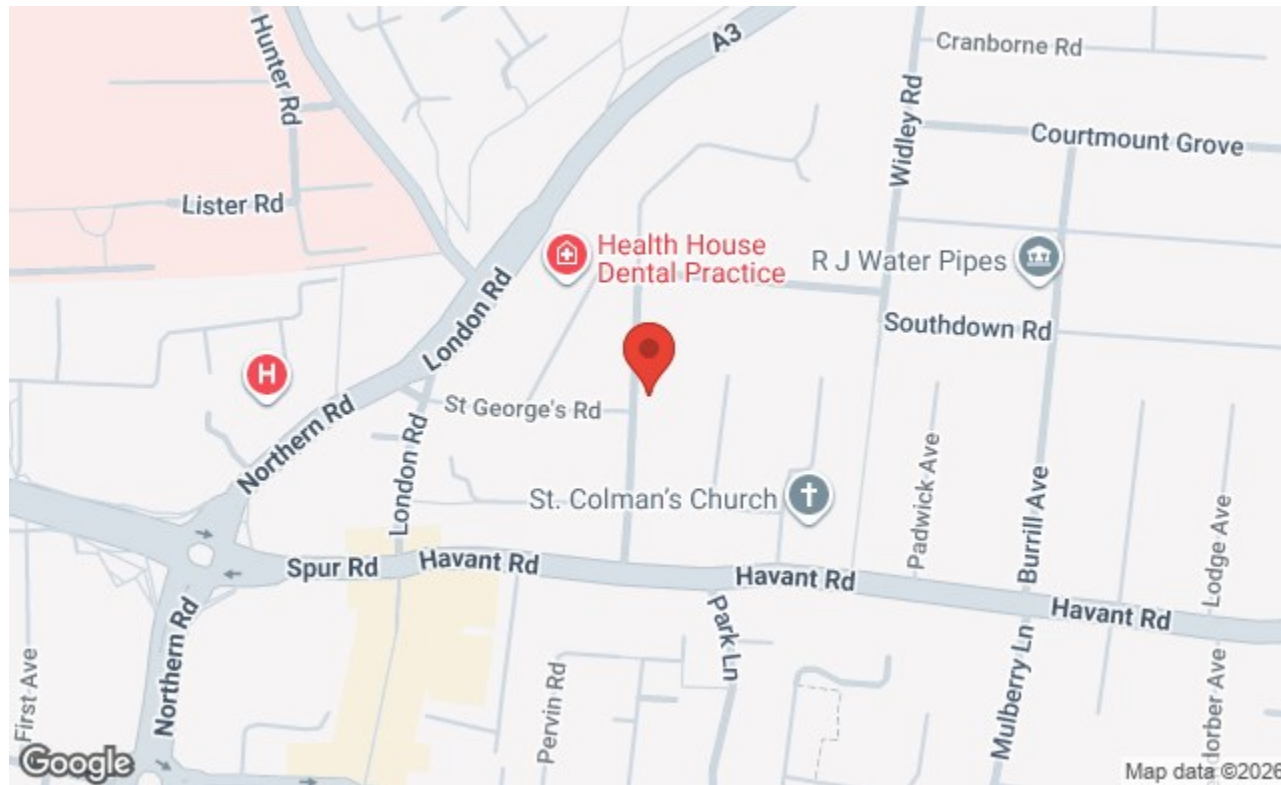 Hunter Rd
A3
Cranborne Rd
Widley Rd
Courtmount Grove
Lister Rd
Health House
Dental Practice
R J Water Pipes
London Rd
Southdown Rd
H
St George's Rd
Northern Rd
London Rd
St. Colman's Church
Padwick Ave
Burrill Ave
Lodge Ave
Spur Rd
Havant Rd
Havant Rd
Havant Rd
Park Ln
First Ave
Northern Rd
Pervin Rd
Mulberry Ln
endorber Ave
Google
Map data ©2026